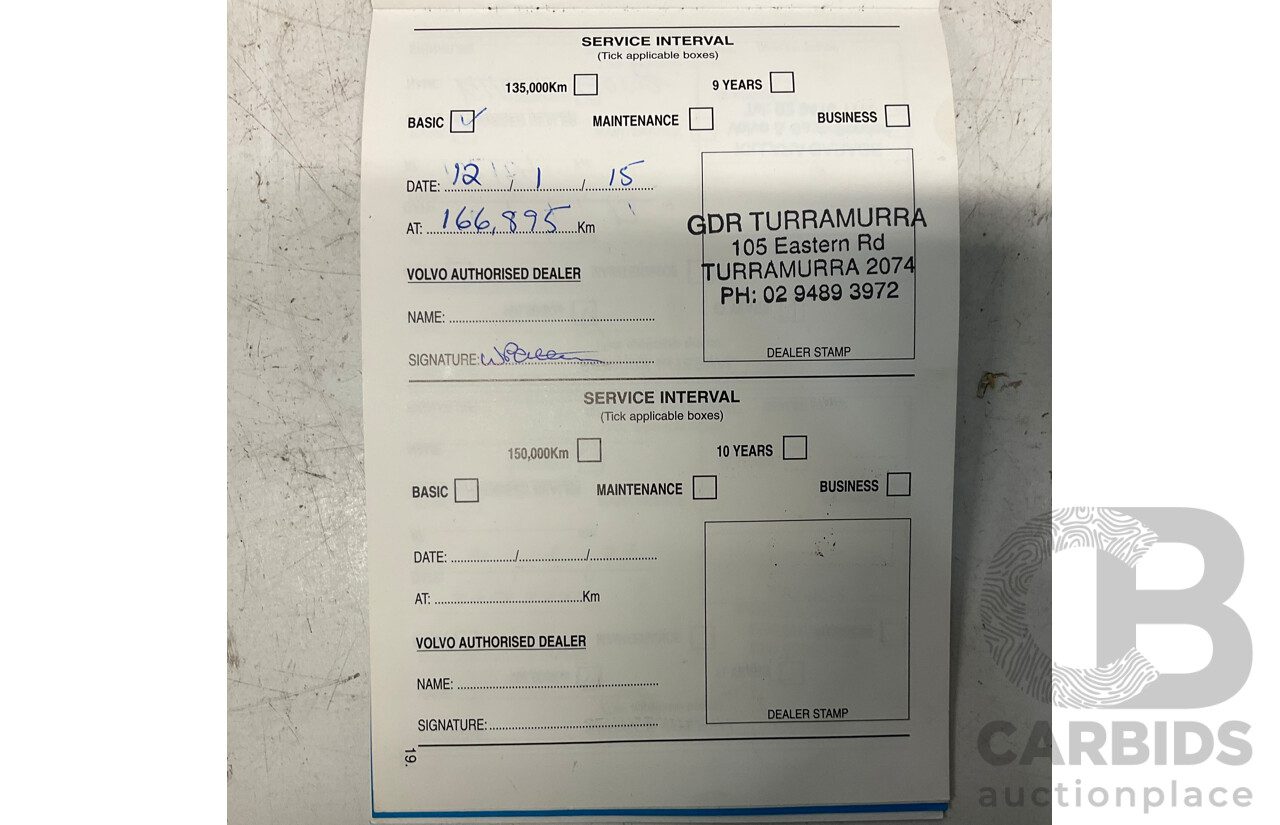 SERVICE INTERVAL
(Tick applicable boxes)
135,000Km 9 YEARS
BASIC MAINTENANCE BUSINESS
DATE: 12 / 1 / 15
AT: 166,895 Km
GDR TURRAMURRA
105 Eastern Rd
TURRAMURRA 2074
PH: 02 9489 3972
VOLVO AUTHORISED DEALER
NAME:
SIGNATURE:
DEALER STAMP
SERVICE INTERVAL
(Tick applicable boxes)
150,000Km 10 YEARS
BASIC MAINTENANCE BUSINESS
DATE: / /
AT: Km
VOLVO AUTHORISED DEALER
NAME:
SIGNATURE:
DEALER STAMP
19.
CB
CARBIDS
auctionplace